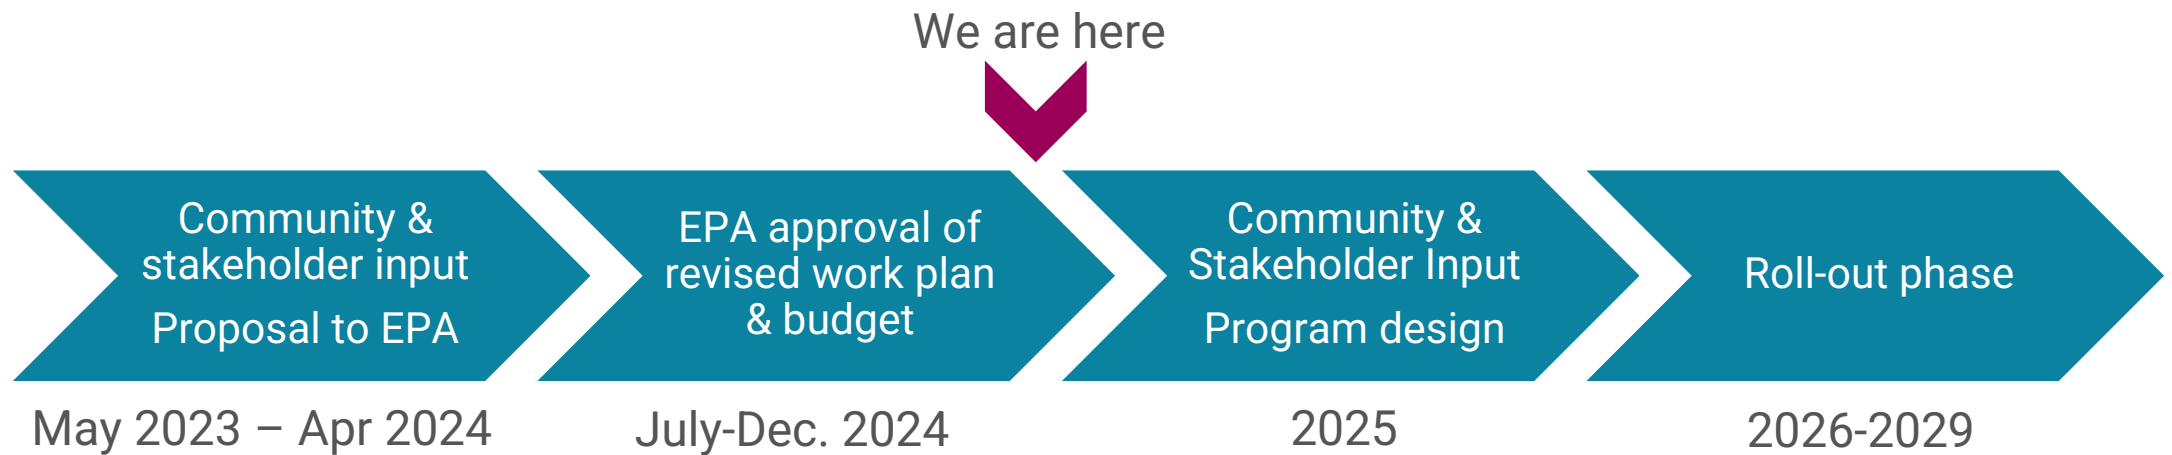 We are here
Community &
stakeholder input
Proposal to EPA
EPA approval of
revised work plan
& budget
Community &
Stakeholder Input
Program design
Roll-out phase
May 2023 – Apr 2024
July-Dec. 2024
2025
2026-2029